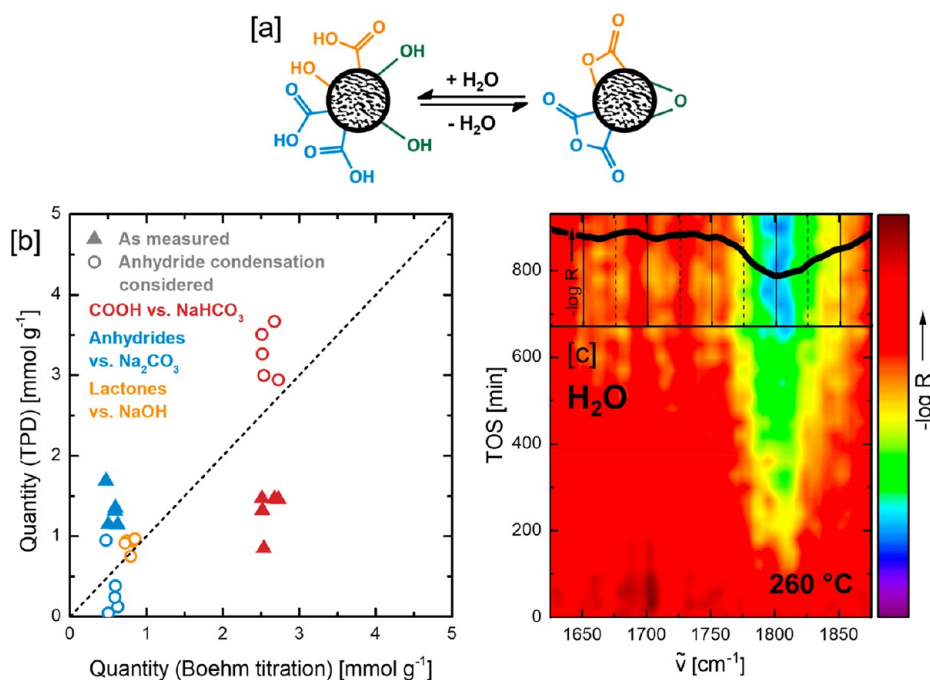 [a]
O
HO
OH
HO
HO
O
OH
O
OH
+ H₂O
- H₂O
O
O
O
O
O
O
[b]
As measured
Anhydride condensation
considered
COOH vs. NaHCO₃
Anhydrides
vs. Na₂CO₃
Lactones
vs. NaOH
Quantity (TPD) [mmol g⁻¹]
5
4
3
2
1
0
0 1 2 3 4 5
Quantity (Boehm titration) [mmol g⁻¹]
-log R
[c]
H₂O
260 °C
TOS [min]
800
600
400
200
0
1650 1700 1750 1800 1850
ṽ [cm⁻¹]
-log R